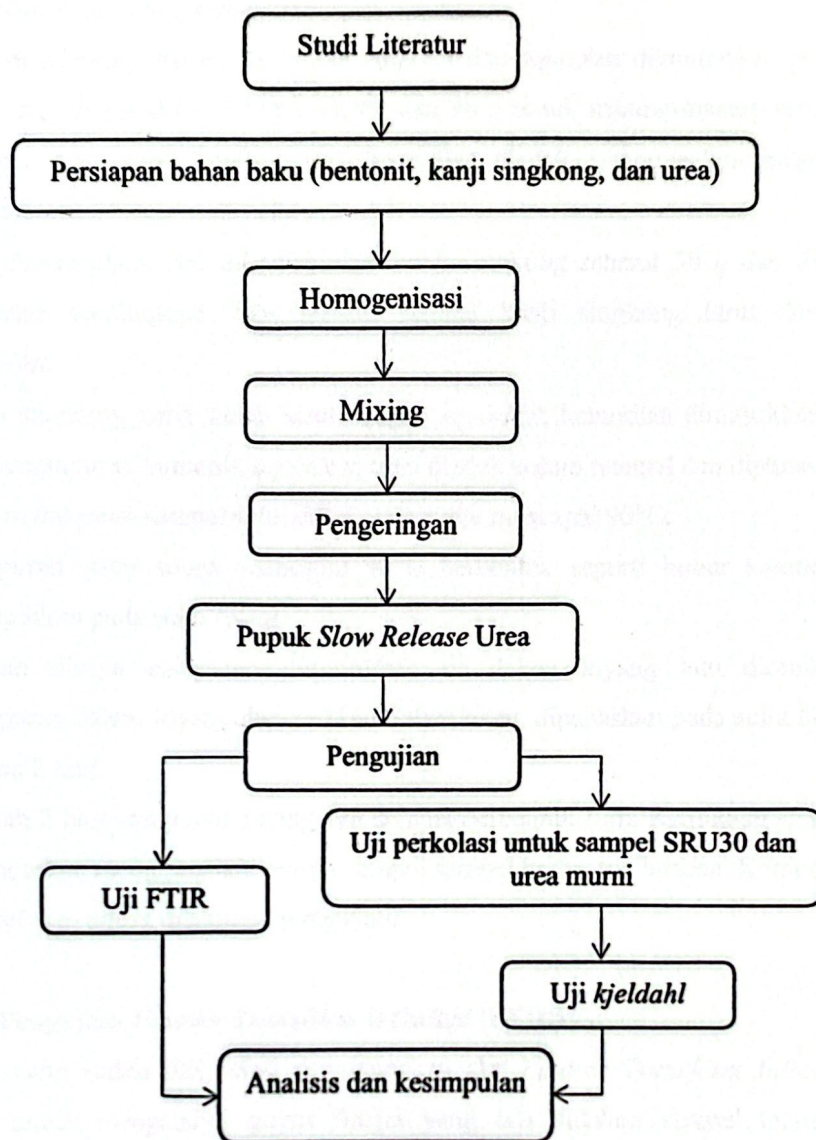 Studi Literatur
Persiapan bahan baku (bentonit, kanji singkong, dan urea)
Homogenisasi
Mixing
Pengeringan
Pupuk Slow Release Urea
Pengujian
Uji FTIR
Uji perkolasi untuk sampel SRU30 dan
urea murni
Uji kjeldahl
Analisis dan kesimpulan